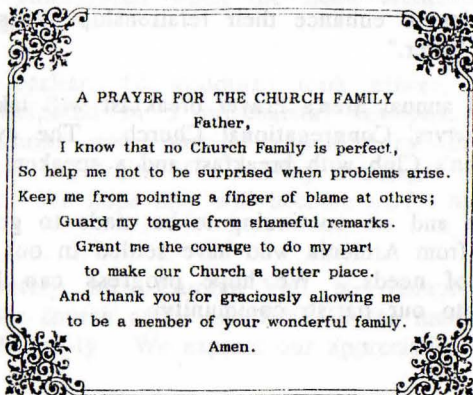 enhance their relationship
A PRAYER FOR THE CHURCH FAMILY
Father,
I know that no Church Family is perfect,
So help me not to be surprised when problems arise.
Keep me from pointing a finger of blame at others;
Guard my tongue from shameful remarks.
Grant me the courage to do my part
to make our Church a better place.
And thank you for graciously allowing me
to be a member of your wonderful family.
Amen.